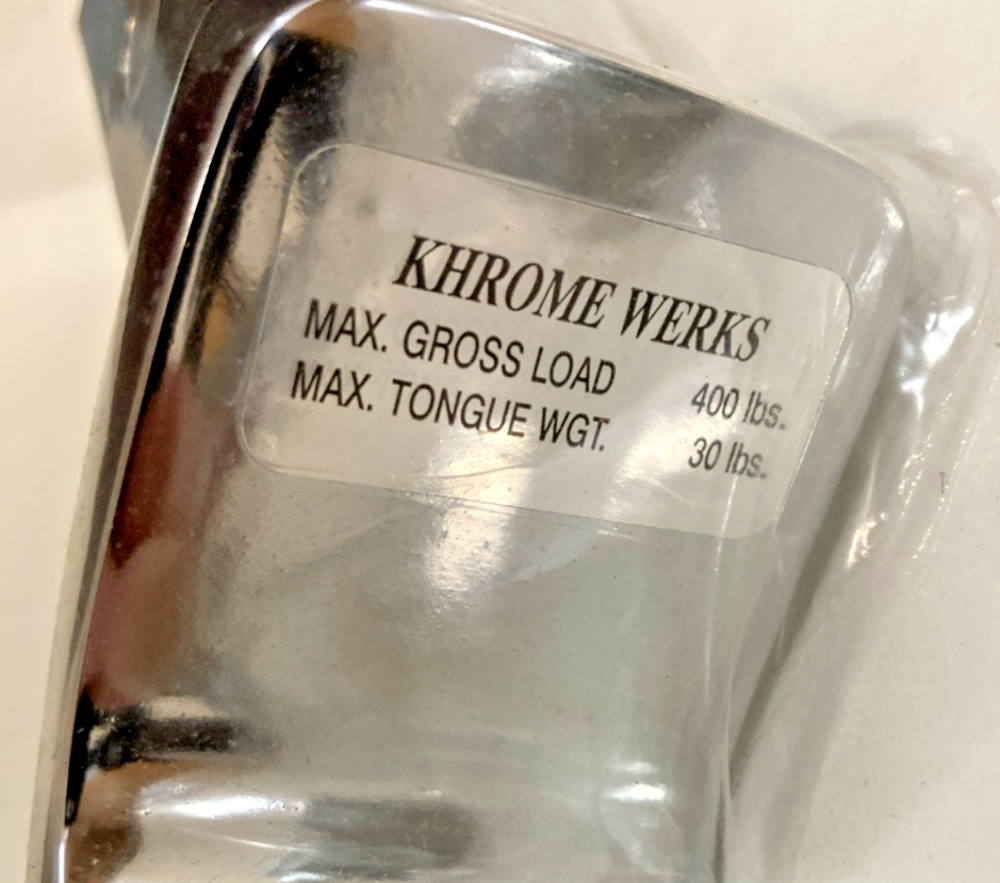 KHROME WERKS
MAX. GROSS LOAD 400 lbs.
MAX. TONGUE WGT. 30 lbs.